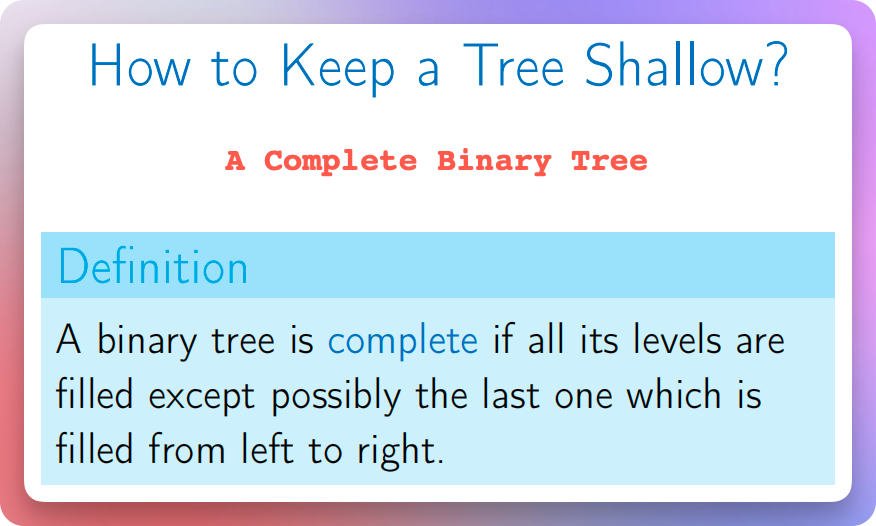 How to Keep a Tree Shallow?
A Complete Binary Tree
Definition
A binary tree is complete if all its levels are
filled except possibly the last one which is
filled from left to right.